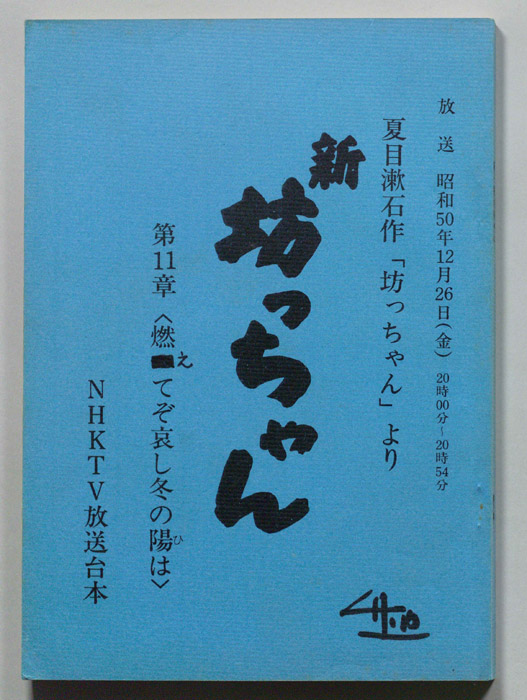 放送 昭和50年12月26日(金) 20時00分〜20時54分
夏目漱石作「坊っちゃん」より
新
坊っちゃん
第11章〈燃えてぞ哀し冬の陽は〉
ひ
NHKTV放送台本